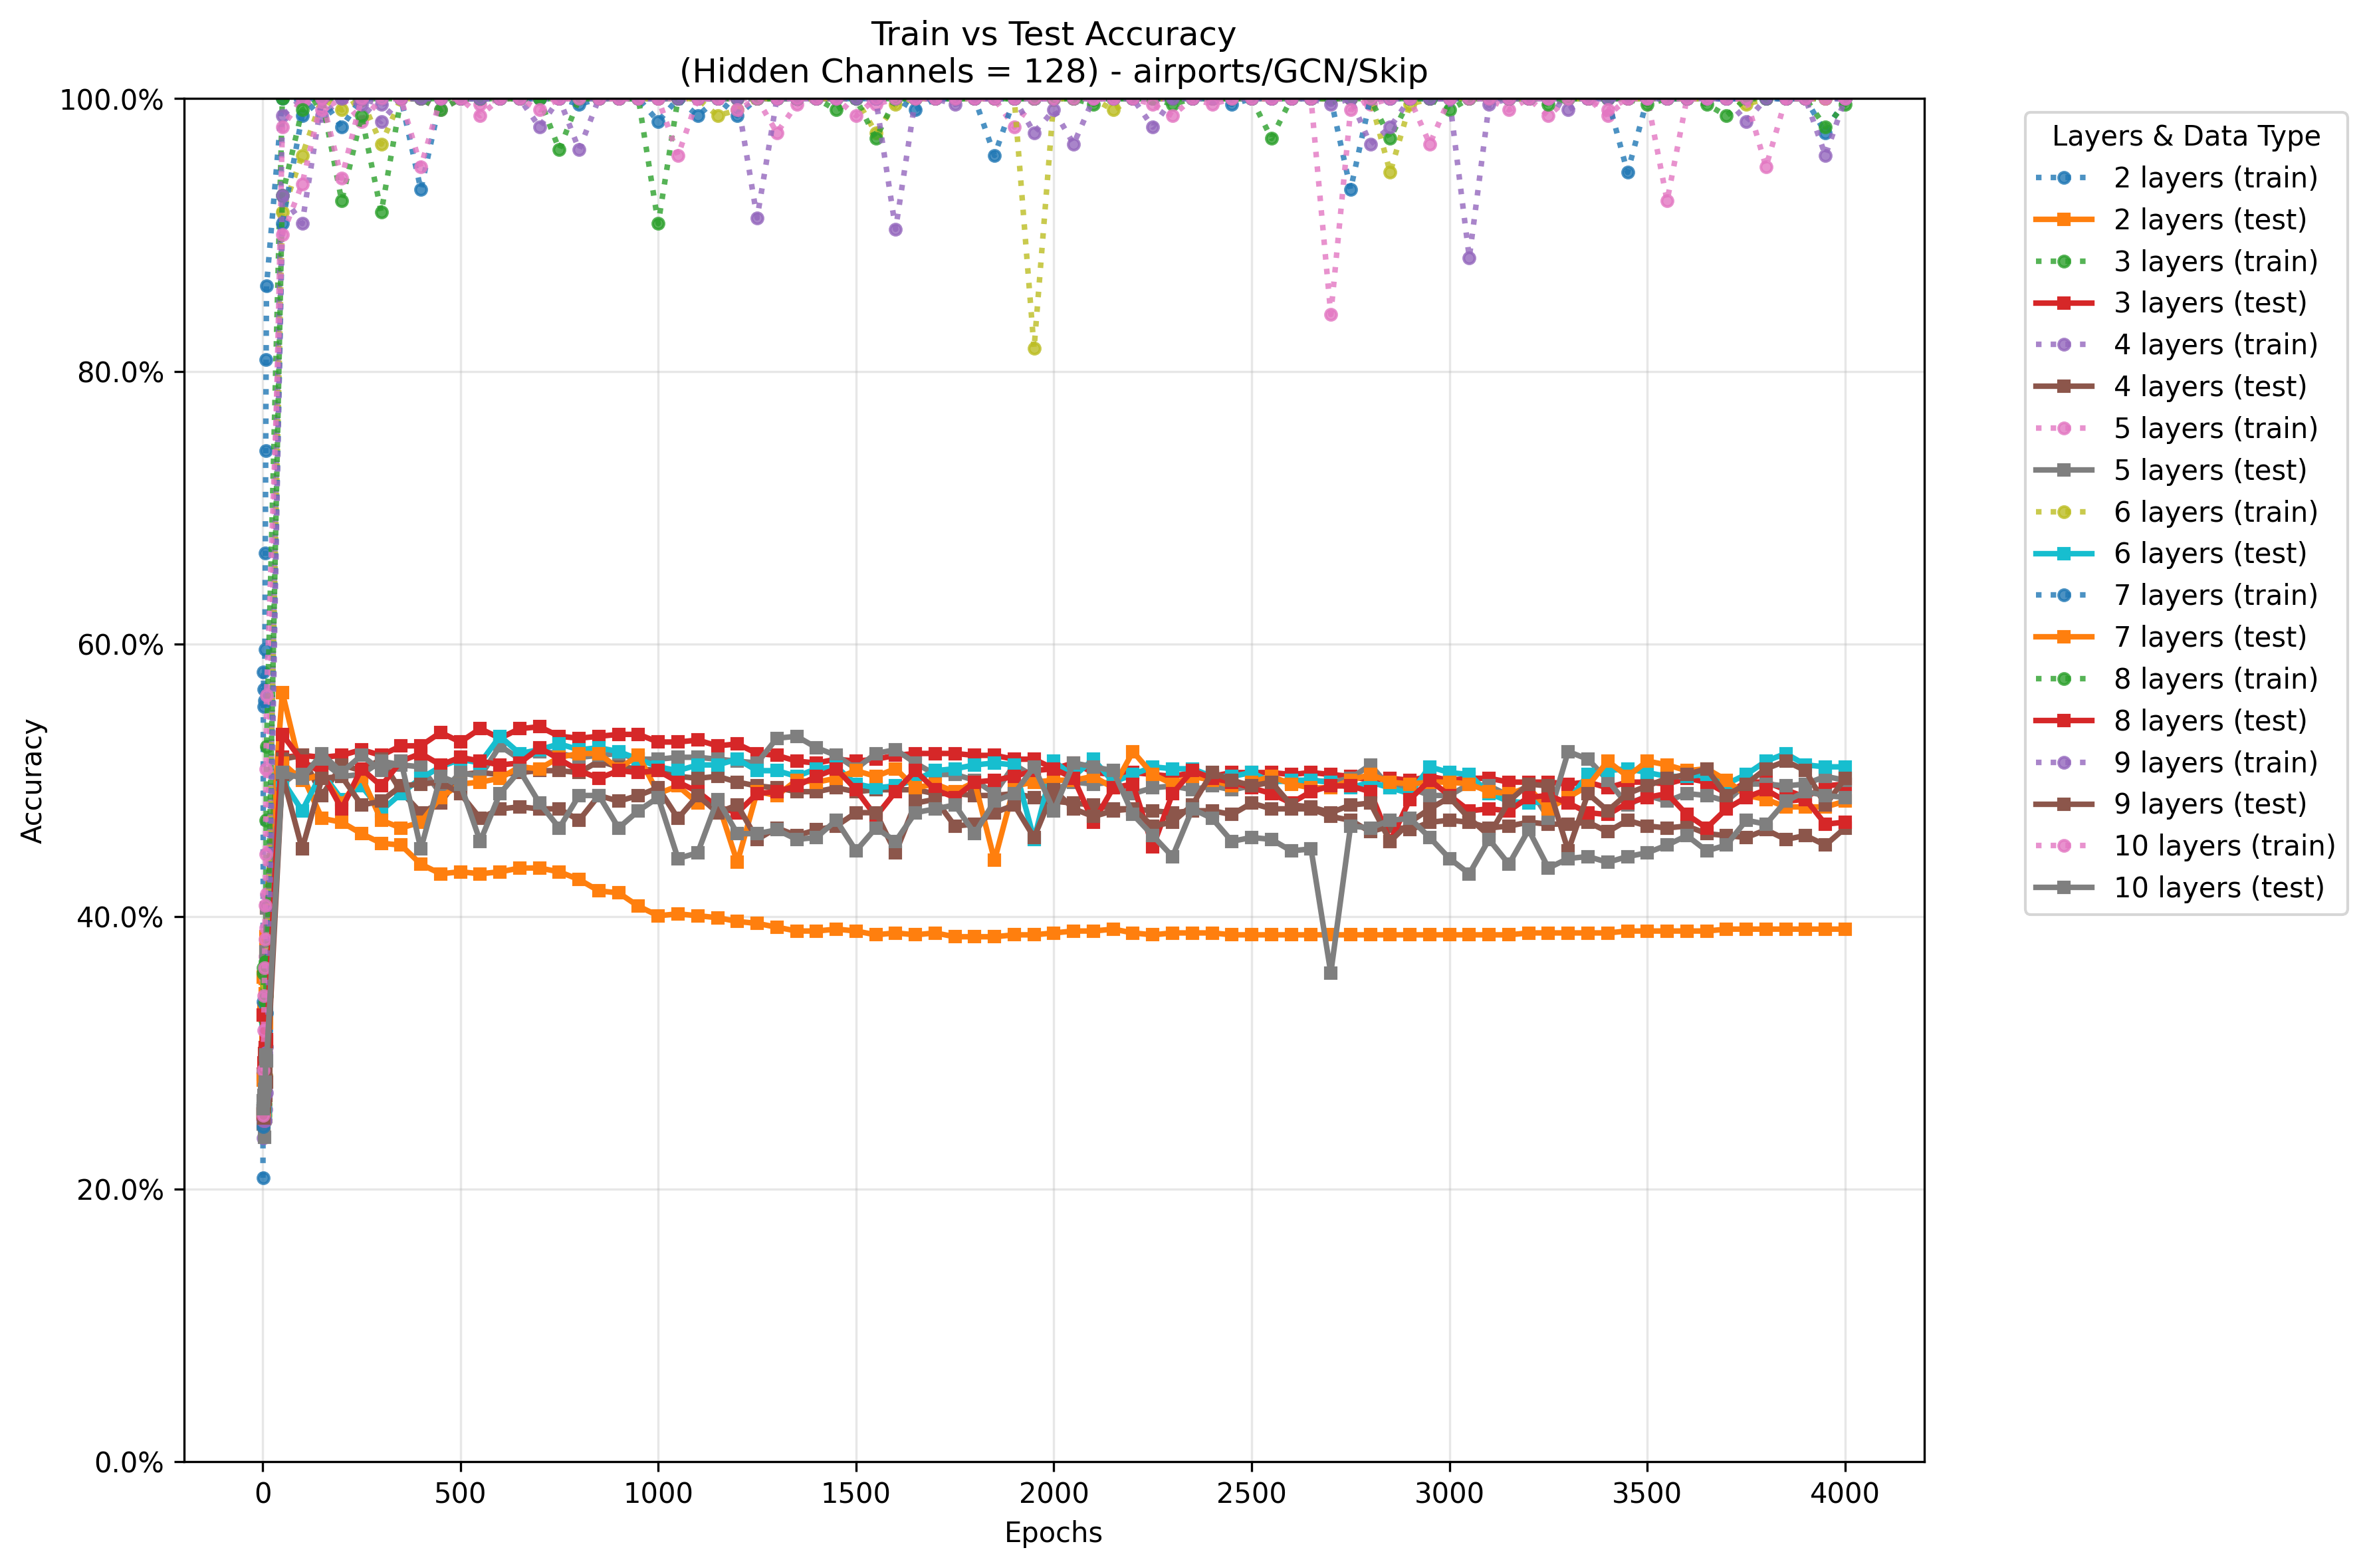 Train vs Test Accuracy
(Hidden Channels = 128) - airports/GCN/Skip
100.0%
80.0%
60.0%
40.0%
20.0%
0.0%
Accuracy
0
500
1000
1500
2000
2500
3000
3500
4000
Epochs
Layers & Data Type
2 layers (train)
2 layers (test)
3 layers (train)
3 layers (test)
4 layers (train)
4 layers (test)
5 layers (train)
5 layers (test)
6 layers (train)
6 layers (test)
7 layers (train)
7 layers (test)
8 layers (train)
8 layers (test)
9 layers (train)
9 layers (test)
10 layers (train)
10 layers (test)